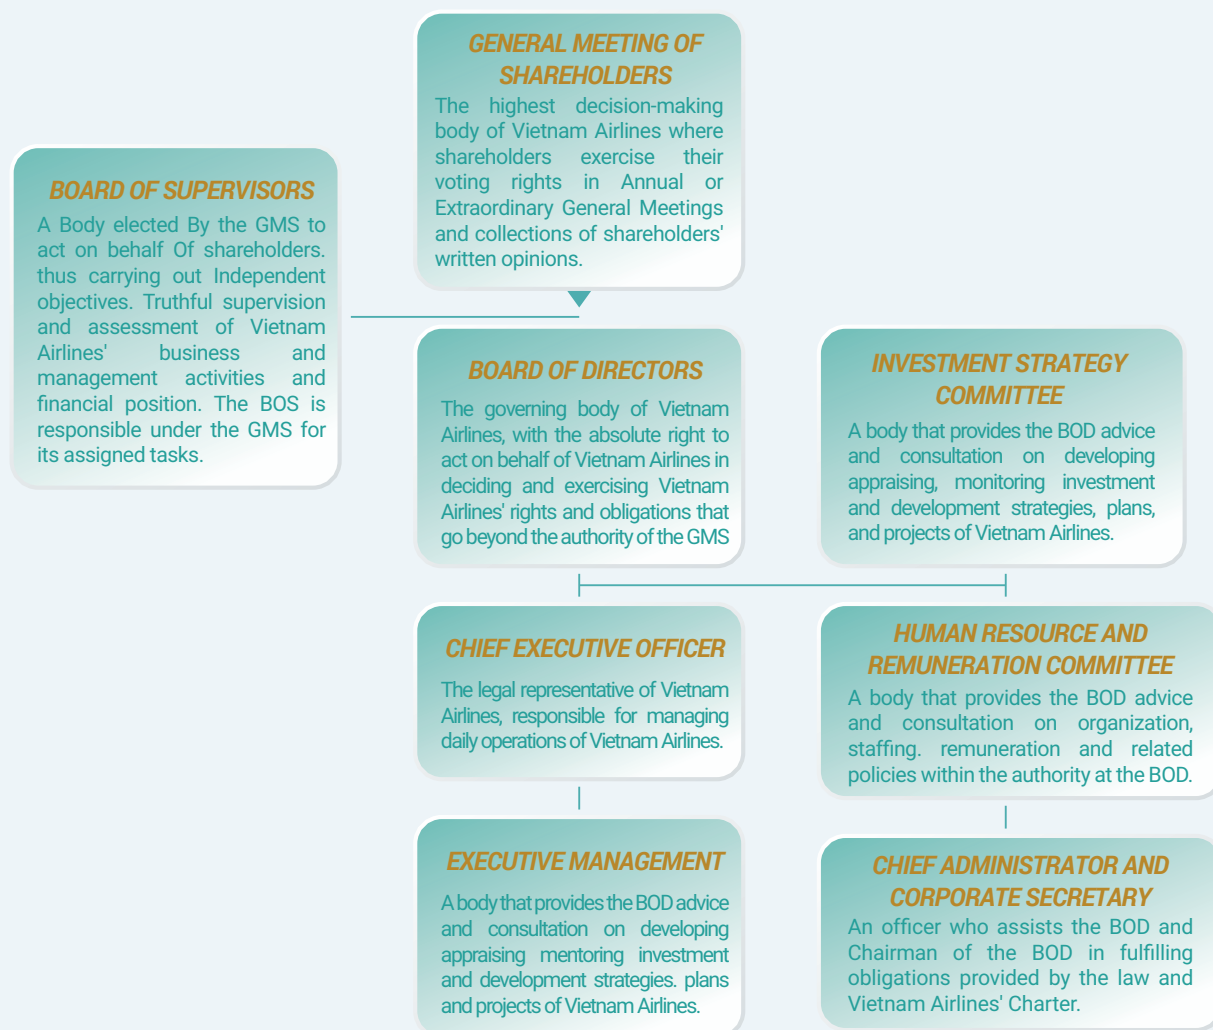 GENERAL MEETING OF
SHAREHOLDERS
The highest decision-making
body of Vietnam Airlines where
shareholders exercise their
voting rights in Annual or
Extraordinary General Meetings
and collections of shareholders'
written opinions.
BOARD OF SUPERVISORS
A Body elected By the GMS to
act on behalf Of shareholders.
thus carrying out Independent
objectives. Truthful supervision
and assessment of Vietnam
Airlines' business and
management activities and
financial position. The BOS is
responsible under the GMS for
its assigned tasks.
BOARD OF DIRECTORS
The governing body of Vietnam
Airlines, with the absolute right to
act on behalf of Vietnam Airlines in
deciding and exercising Vietnam
Airlines' rights and obligations that
go beyond the authority of the GMS
INVESTMENT STRATEGY
COMMITTEE
A body that provides the BOD advice
and consultation on developing
appraising, monitoring investment
and development strategies, plans,
and projects of Vietnam Airlines.
CHIEF EXECUTIVE OFFICER
The legal representative of Vietnam
Airlines, responsible for managing
daily operations of Vietnam Airlines.
HUMAN RESOURCE AND
REMUNERATION COMMITTEE
A body that provides the BOD advice
and consultation on organization,
staffing. remuneration and related
policies within the authority at the BOD.
EXECUTIVE MANAGEMENT
A body that provides the BOD advice
and consultation on developing
appraising mentoring investment
and development strategies. plans
and projects of Vietnam Airlines.
CHIEF ADMINISTRATOR AND
CORPORATE SECRETARY
An officer who assists the BOD and
Chairman of the BOD in fulfilling
obligations provided by the law and
Vietnam Airlines' Charter.